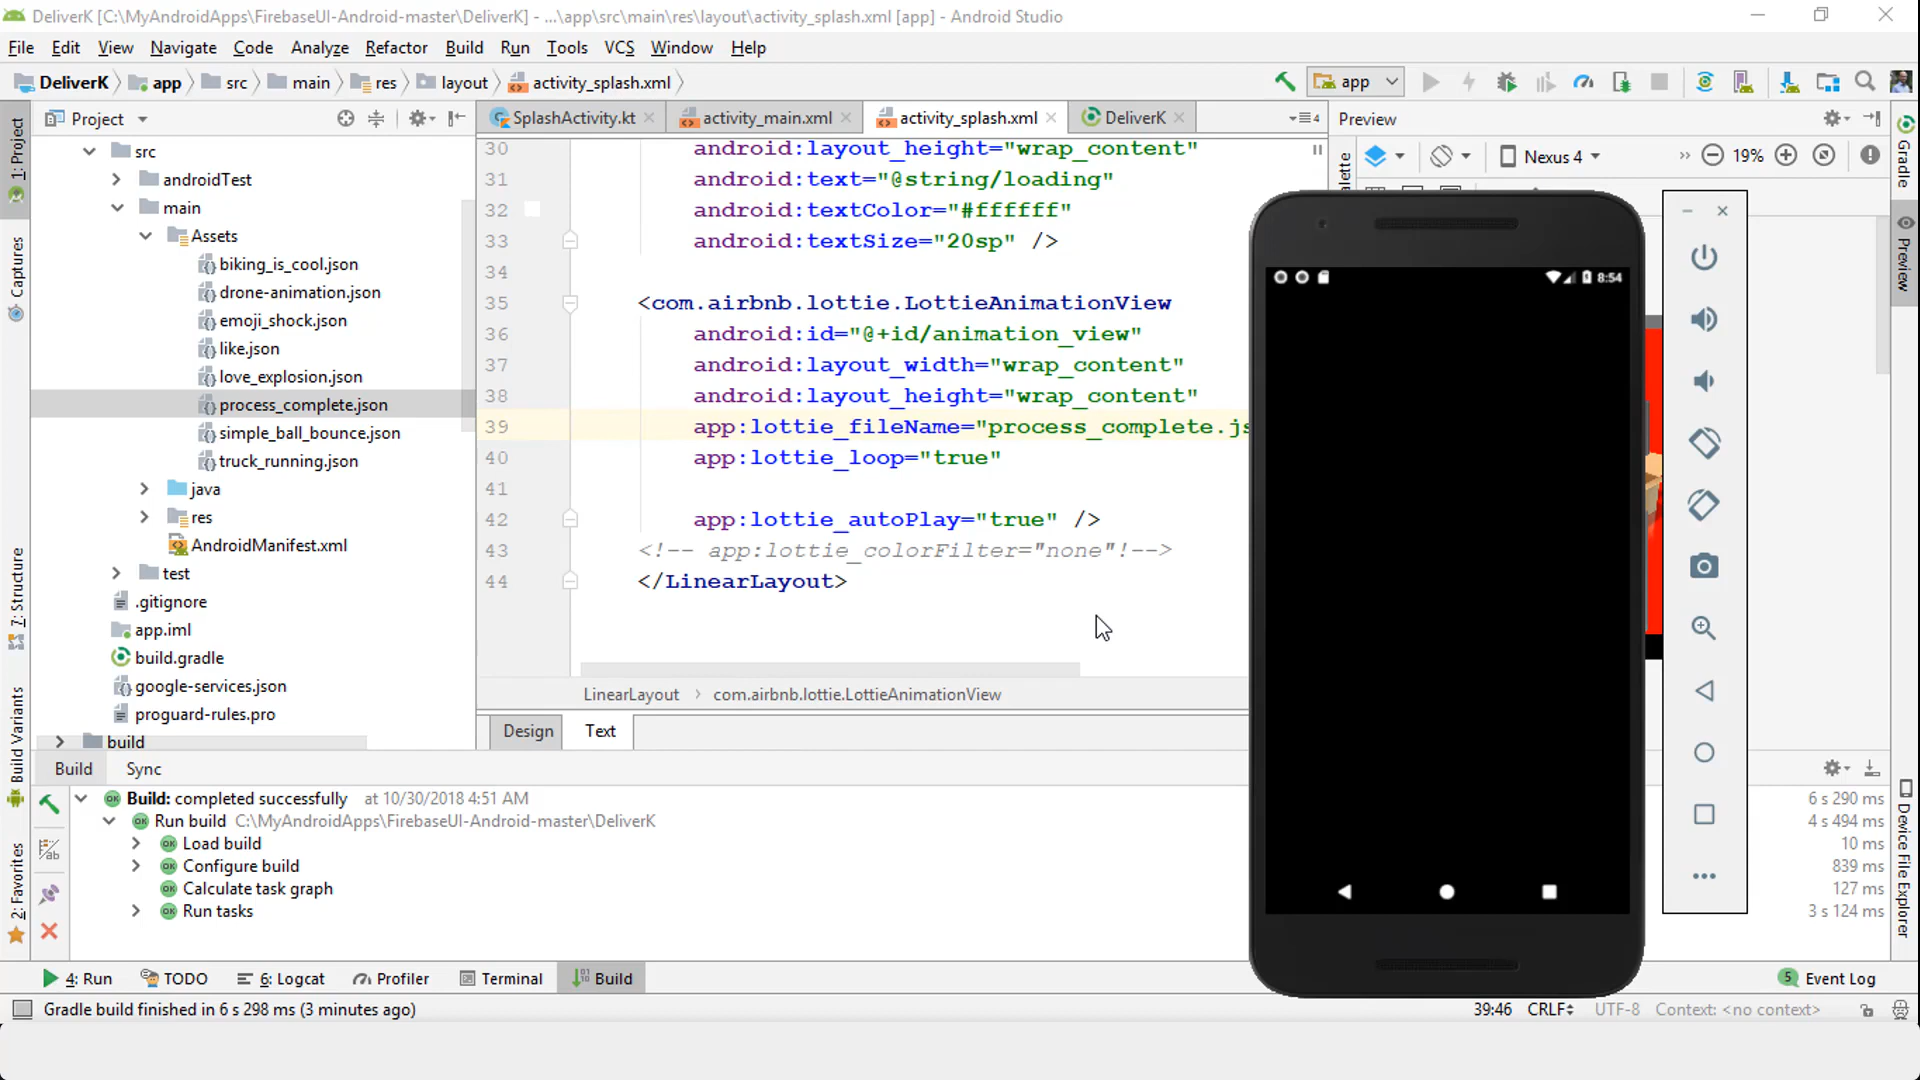 DeliverK [C:\MyAndroidApps\FirebaseUI-Android-master\DeliverK] - ...\app\src\main\res\layout\activity_splash.xml [app] - Android Studio
File Edit View Navigate Code Analyze Refactor Build Run Tools VCS Window Help
DeliverK app src main res layout activity_splash.xml app
Project SplashActivity.kt activity_main.xml activity_splash.xml DeliverK 4 Preview
Nexus 4 19%
1: Project
Captures
7: Structure
Build Variants
2: Favorites
src
androidTest
main
Assets
biking_is_cool.json
drone-animation.json
emoji_shock.json
like.json
love_explosion.json
process_complete.json
simple_ball_bounce.json
truck_running.json
java
res
AndroidManifest.xml
test
.gitignore
app.iml
build.gradle
google-services.json
proguard-rules.pro
build
30 android:layout_height="wrap_content"
31 android:text="@string/loading"
32 android:textColor="#ffffff"
33 android:textSize="20sp" />
34
35 <com.airbnb.lottie.LottieAnimationView
36 android:id="@+id/animation_view"
37 android:layout_width="wrap_content"
38 android:layout_height="wrap_content"
39 app:lottie_fileName="process_complete.js
40 app:lottie_loop="true"
41
42 app:lottie_autoPlay="true" />
43 <!-- app:lottie_colorFilter="none"!-->
44 </LinearLayout>
LinearLayout com.airbnb.lottie.LottieAnimationView
Design Text
8:54
Gradle
Preview
Device File Explorer
Build Sync
Build: completed successfully at 10/30/2018 4:51 AM 6 s 290 ms
Run build C:\MyAndroidApps\FirebaseUI-Android-master\DeliverK 4 s 494 ms
Load build 10 ms
Configure build 839 ms
Calculate task graph 127 ms
Run tasks 3 s 124 ms
4: Run TODO 6: Logcat Profiler Terminal Build 5 Event Log
Gradle build finished in 6 s 298 ms (3 minutes ago) 39:46 CRLF UTF-8 Context: <no context>